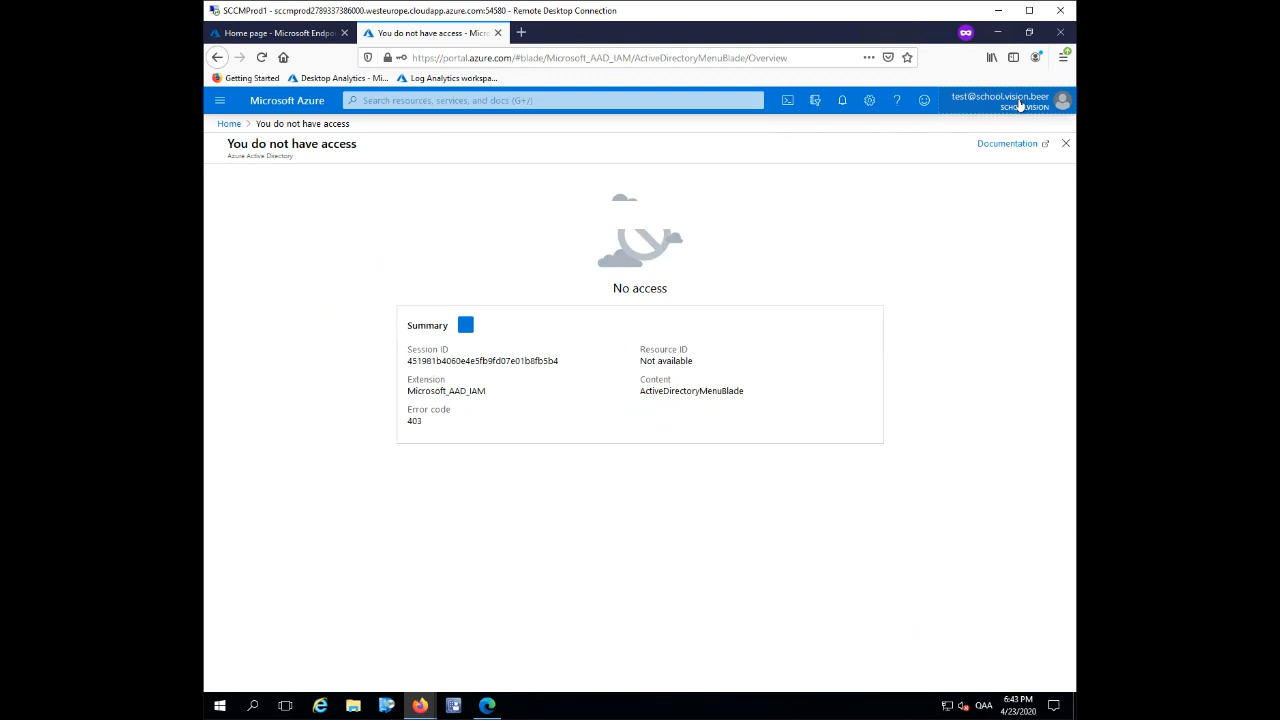 SCCMProd1 - sccmprod2789337386000.westeurope.cloudapp.azure.com:54580 - Remote Desktop Connection
Home page - Microsoft Endpoi
You do not have access - Micro
https://portal.azure.com/#blade/Microsoft_AAD_IAM/ActiveDirectoryMenuBlade/Overview
Getting Started
Desktop Analytics - Mi...
Log Analytics workspa...
Microsoft Azure
Search resources, services, and docs (G+/)
test@school.vision.beer
Home > You do not have access
You do not have access
Azure Active Directory
Documentation
No access
Summary
Session ID
451981b4060e4e5fb9fd07e01b8fb5b4
Resource ID
Not available
Extension
Microsoft_AAD_IAM
Content
ActiveDirectoryMenuBlade
Error code
403
QAA
6:43 PM
4/23/2020